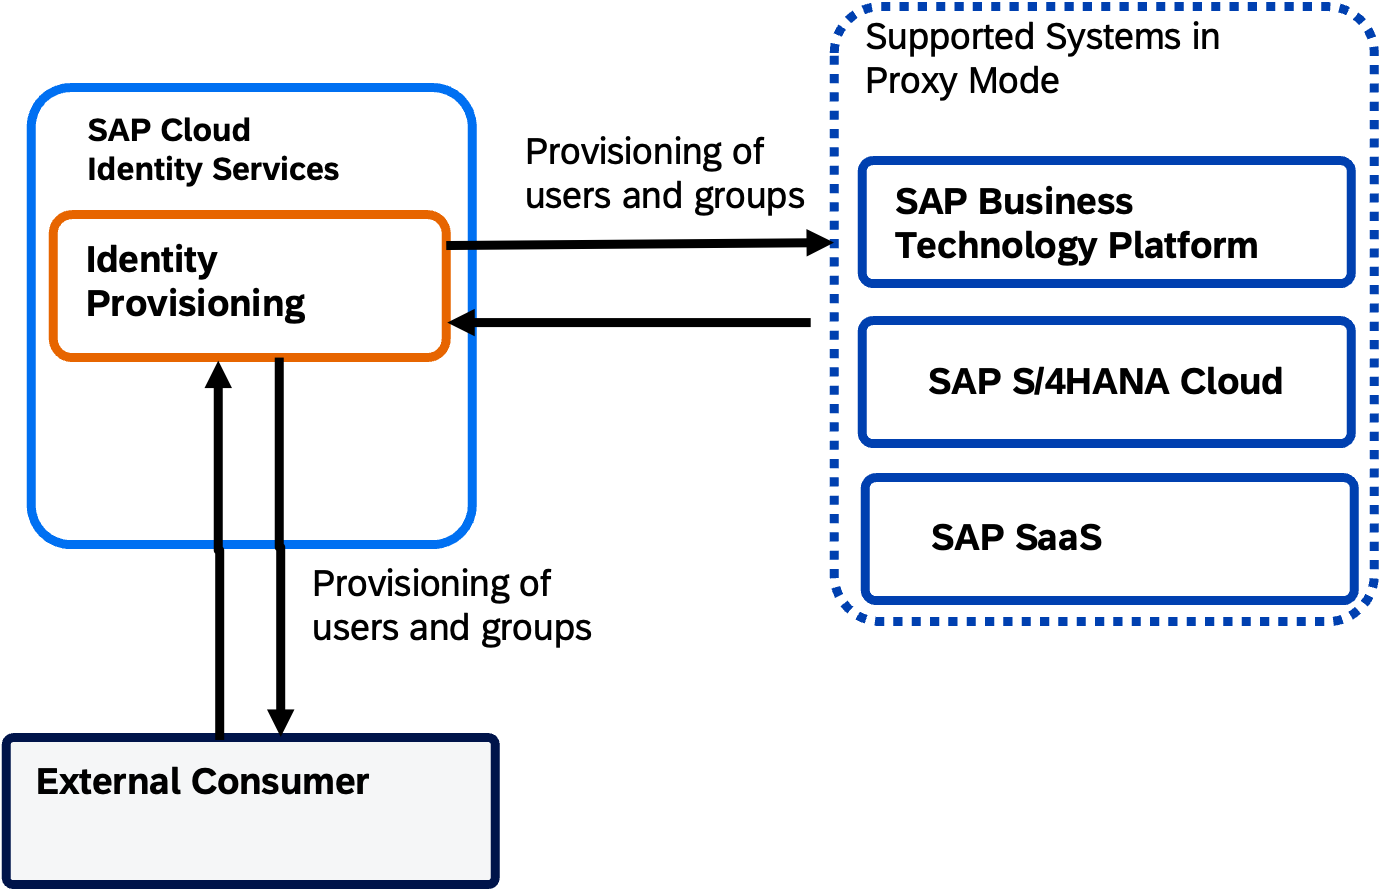 Supported Systems in
Proxy Mode
SAP Cloud
Identity Services
Provisioning of
users and groups
SAP Business
Technology Platform
Identity
Provisioning
SAP S/4HANA Cloud
SAP SaaS
Provisioning of
users and groups
External Consumer